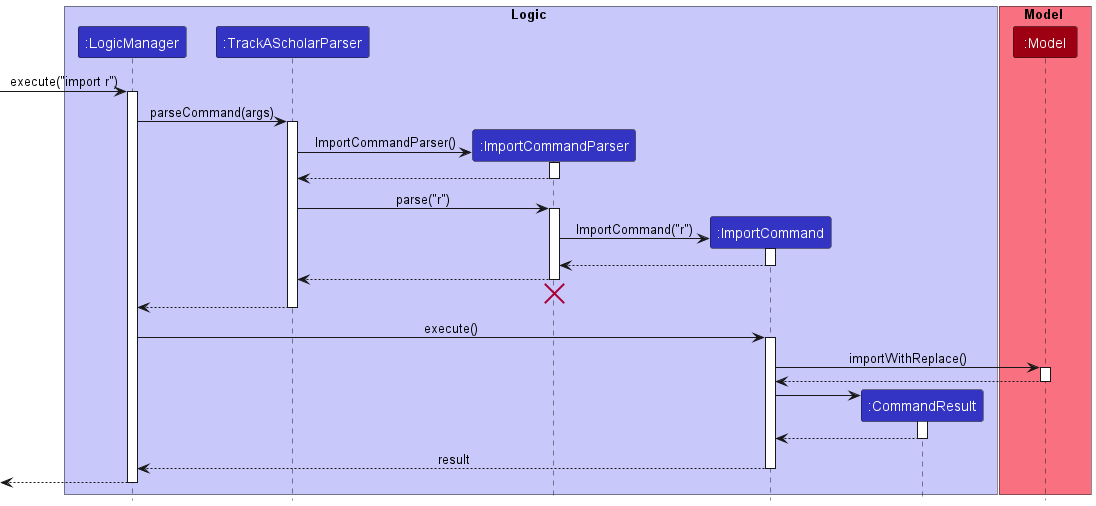 Logic
Model
:LogicManager
:TrackAScholarParser
:Model
execute("import r")
parseCommand(args)
ImportCommandParser()
:ImportCommandParser
parse("r")
ImportCommand("r")
:ImportCommand
execute()
importWithReplace()
:CommandResult
result